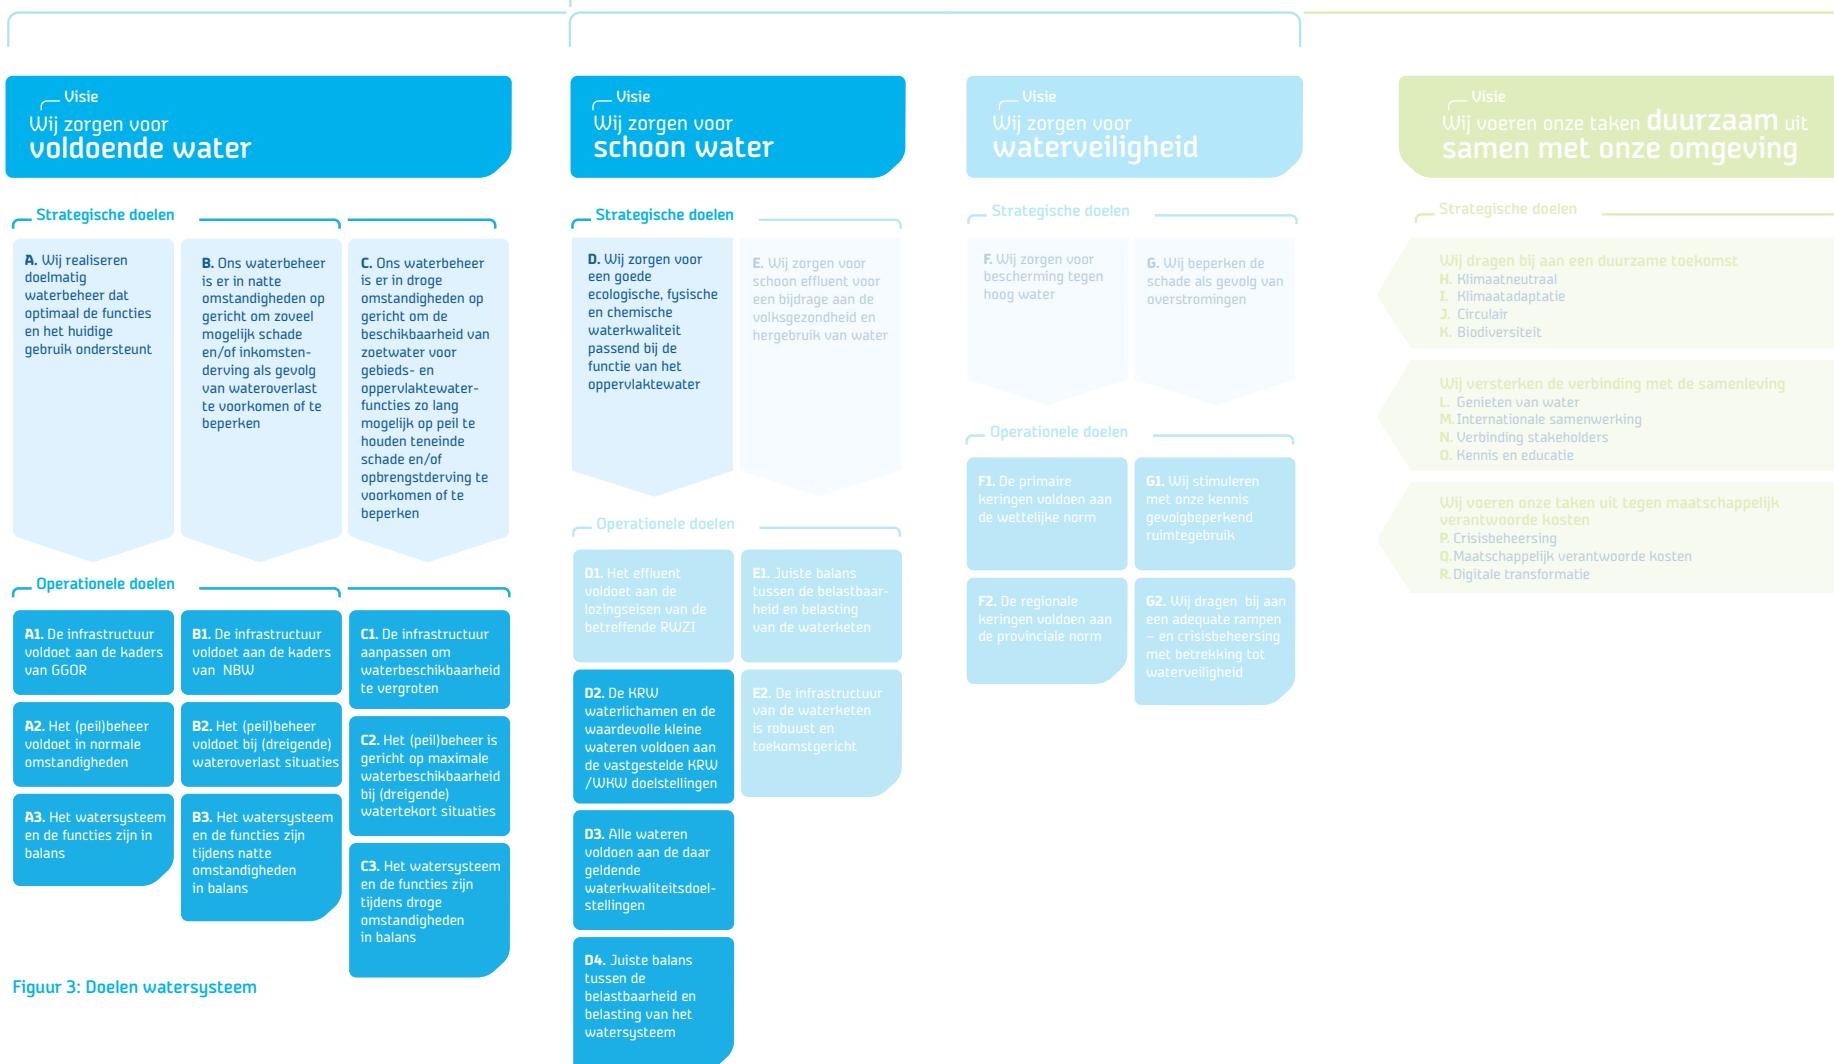 Visie
Wij zorgen voor
voldoende water
Strategische doelen
A. Wij realiseren
doelmatig
waterbeheer dat
optimaal de functies
en het huidige
gebruik ondersteunt
B. Ons waterbeheer
is er in natte
omstandigheden op
gericht om zoveel
mogelijk schade
en/of inkomsten-
derving als gevolg
van wateroverlast
te voorkomen of te
beperken
C. Ons waterbeheer
is er in droge
omstandigheden op
gericht om de
beschikbaarheid van
zoetwater voor
gebieds- en
oppervlaktewater-
functies zo lang
mogelijk op peil te
houden teneinde
schade en/of
opbrengstderving te
voorkomen of te
beperken
Operationele doelen
A1. De infrastructuur
voldoet aan de kaders
van GGOR
A2. Het (peil)beheer
voldoet in normale
omstandigheden
A3. Het watersysteem
en de functies zijn in
balans
B1. De infrastructuur
voldoet aan de kaders
van NBW
B2. Het (peil)beheer
voldoet bij (dreigende)
wateroverlast situaties
B3. Het watersysteem
en de functies zijn
tijdens natte
omstandigheden
in balans
C1. De infrastructuur
aanpassen om
waterbeschikbaarheid
te vergroten
C2. Het (peil)beheer is
gericht op maximale
waterbeschikbaarheid
bij (dreigende)
watertekort situaties
C3. Het watersysteem
en de functies zijn
tijdens droge
omstandigheden
in balans
Figuur 3: Doelen watersysteem
Visie
Wij zorgen voor
schoon water
Strategische doelen
D. Wij zorgen voor
een goede
ecologische, fysische
en chemische
waterkwaliteit
passend bij de
functie van het
oppervlaktewater
E. Wij zorgen voor
schoon effluent voor
een bijdrage aan de
volksgezondheid en
hergebruik van water
Operationele doelen
D1. Het effluent
voldoet aan de
lozingseisen van de
betreffende RWZI
D2. De KRW
waterlichamen en de
waardevolle kleine
wateren voldoen aan
de vastgestelde KRW
/WKW doelstellingen
D3. Alle wateren
voldoen aan de daar
geldende
waterkwaliteitsdoel-
stellingen
D4. Juiste balans
tussen de
belastbaarheid en
belasting van het
watersysteem
E1. Juiste balans
tussen de belastbaar-
heid en belasting
van de waterketen
E2. De infrastructuur
van de waterketen
is robuust en
toekomstgericht
Visie
Wij zorgen voor
waterveiligheid
Strategische doelen
F. Wij zorgen voor
bescherming tegen
hoog water
G. Wij beperken de
schade als gevolg van
overstromingen
Operationele doelen
F1. De primaire
keringen voldoen aan
de wettelijke norm
F2. De regionale
keringen voldoen aan
de provinciale norm
G1. Wij stimuleren
met onze kennis
gevolgbeperkend
ruimtegebruik
G2. Wij dragen bij aan
een adequate rampen
– en crisisbeheersing
met betrekking tot
waterveiligheid
Visie
Wij voeren onze taken duurzaam uit
samen met onze omgeving
Strategische doelen
Wij dragen bij aan een duurzame toekomst
H. Klimaatneutraal
I. Klimaatadaptatie
J. Circulair
K. Biodiversiteit
Wij versterken de verbinding met de samenleving
L. Genieten van water
M. Internationale samenwerking
N. Verbinding stakeholders
O. Kennis en educatie
Wij voeren onze taken uit tegen maatschappelijk
verantwoorde kosten
P. Crisisbeheersing
Q. Maatschappelijk verantwoorde kosten
R. Digitale transformatie